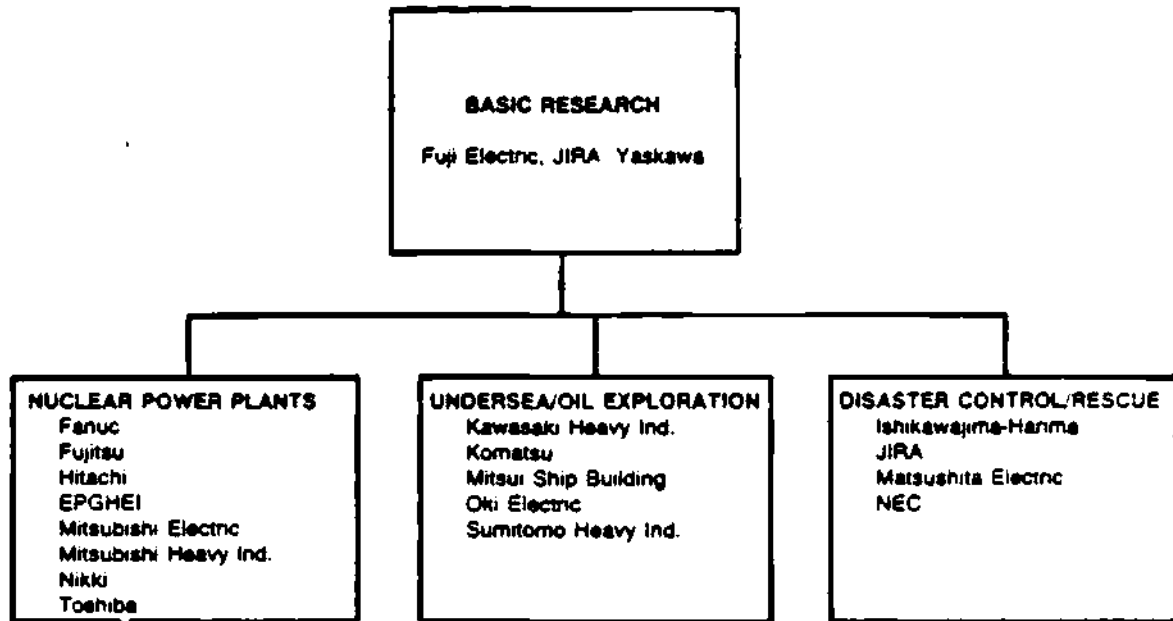 BASIC RESEARCH
Fuji Electric, JIRA Yaskawa
NUCLEAR POWER PLANTS
Fanuc
Fujitsu
Hitachi
EPGHEI
Mitsubishi Electric
Mitsubishi Heavy Ind.
Nikki
Toshiba
UNDERSEA/OIL EXPLORATION
Kawasaki Heavy Ind.
Komatsu
Mitsui Ship Building
Oki Electric
Sumitomo Heavy Ind.
DISASTER CONTROL/RESCUE
Ishikawajima-Harima
JIRA
Matsushita Electric
NEC